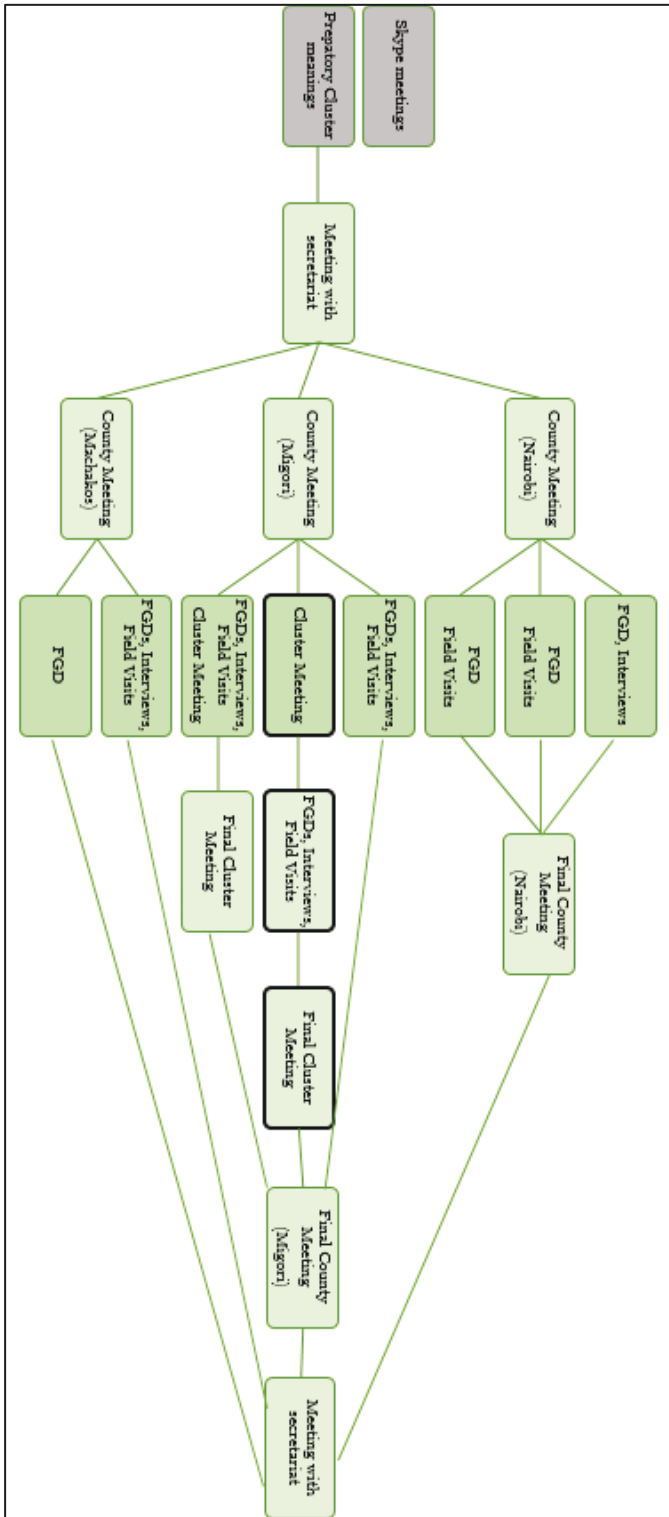 Skype meetings
Prepatory Cluster
meanings
Meeting with
secretariat
County Meeting
(Nairobi)
County Meeting
(Migori)
County Meeting
(Machakos)
FGD, Interviews
FGD
Field Visits
FGD
Field Visits
FGDs, Interviews,
Field Visits
Cluster Meeting
FGDs, Interviews,
Field Visits
Cluster Meeting
FGDs, Interviews,
Field Visits
FGD
Final County
Meeting
(Nairobi)
FGDs, Interviews,
Field Visits
Final Cluster
Meeting
Final Cluster
Meeting
Final County
Meeting
(Migori)
Meeting with
secretariat